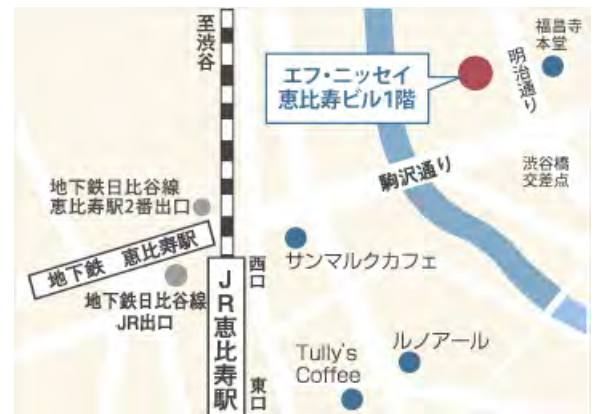 至渋谷
福昌寺
本堂
明治通り
エフ・ニッセイ
恵比寿ビル1階
渋谷橋
交差点
駒沢通り
地下鉄日比谷線
恵比寿駅2番出口
地下鉄　恵比寿駅
サンマルクカフェ
西口
地下鉄日比谷線
JR出口
JR恵比寿駅
ルノアール
Tully's
Coffee
東口